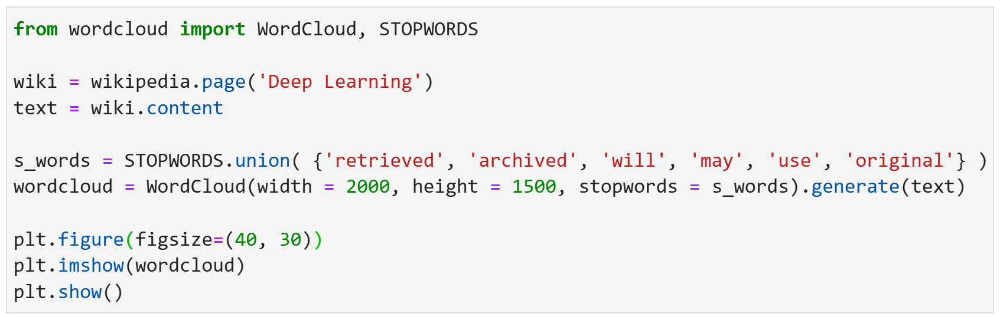 from wordcloud import WordCloud, STOPWORDS
wiki = wikipedia.page('Deep Learning')
text = wiki.content
s_words = STOPWORDS.union( {'retrieved', 'archived', 'will', 'may', 'use', 'original'} )
wordcloud = WordCloud(width = 2000, height = 1500, stopwords = s_words).generate(text)
plt.figure(figsize=(40, 30))
plt.imshow(wordcloud)
plt.show()